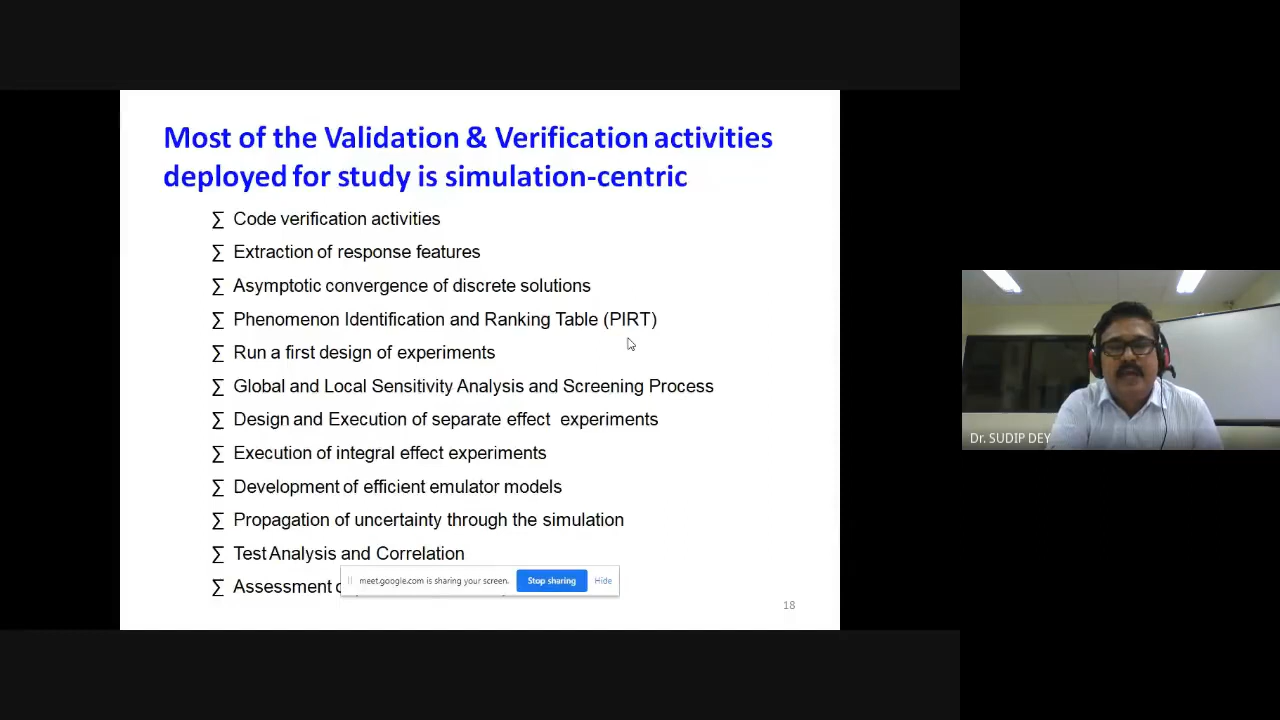 Most of the Validation & Verification activities
deployed for study is simulation-centric
∑ Code verification activities
∑ Extraction of response features
∑ Asymptotic convergence of discrete solutions
∑ Phenomenon Identification and Ranking Table (PIRT)
∑ Run a first design of experiments
∑ Global and Local Sensitivity Analysis and Screening Process
∑ Design and Execution of separate effect experiments
∑ Execution of integral effect experiments
∑ Development of efficient emulator models
∑ Propagation of uncertainty through the simulation
∑ Test Analysis and Correlation
∑ Assessment
meet.google.com is sharing your screen. Stop sharing Hide
18
Dr. SUDIP DEY